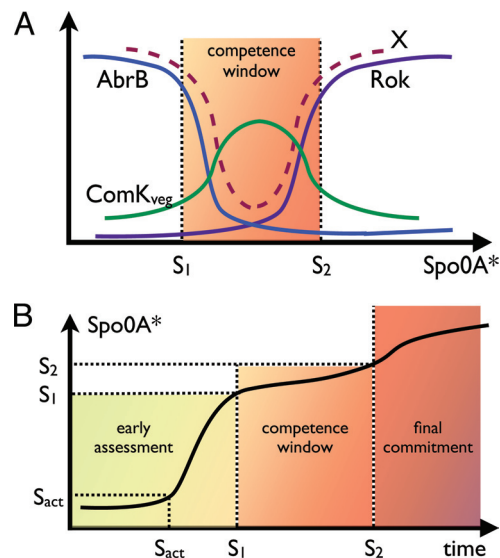 A
competence
window
X
AbrB
Rok
ComKveg
S1
S2
Spo0A*
B
Spo0A*
S2
S1
early
assessment
competence
window
final
commitment
Sact
Sact
S1
S2
time